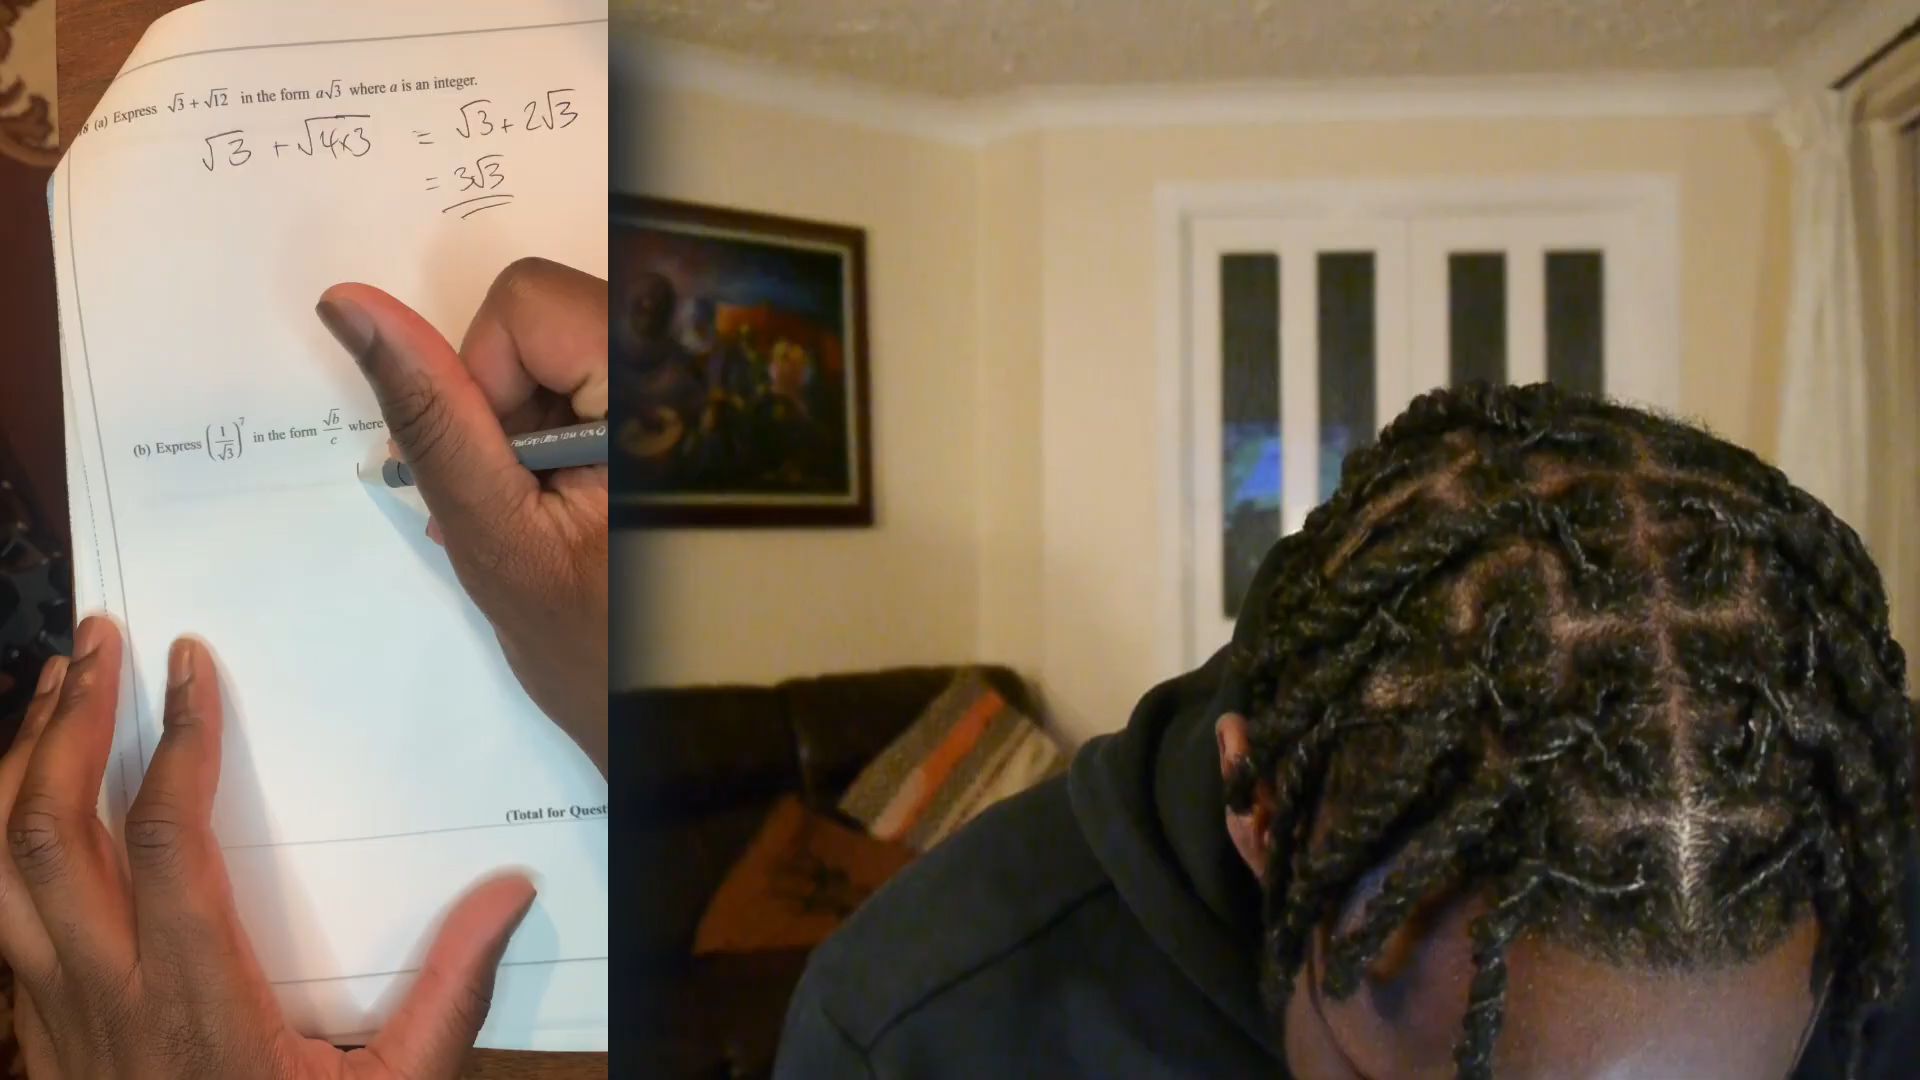 18 (a) Express √3 + √12 in the form a√3 where a is an integer.
√3 + √4×3 = √3 + 2√3
= 3√3
(b) Express (1/√3)^7 in the form √b/c where
(Total for Quest